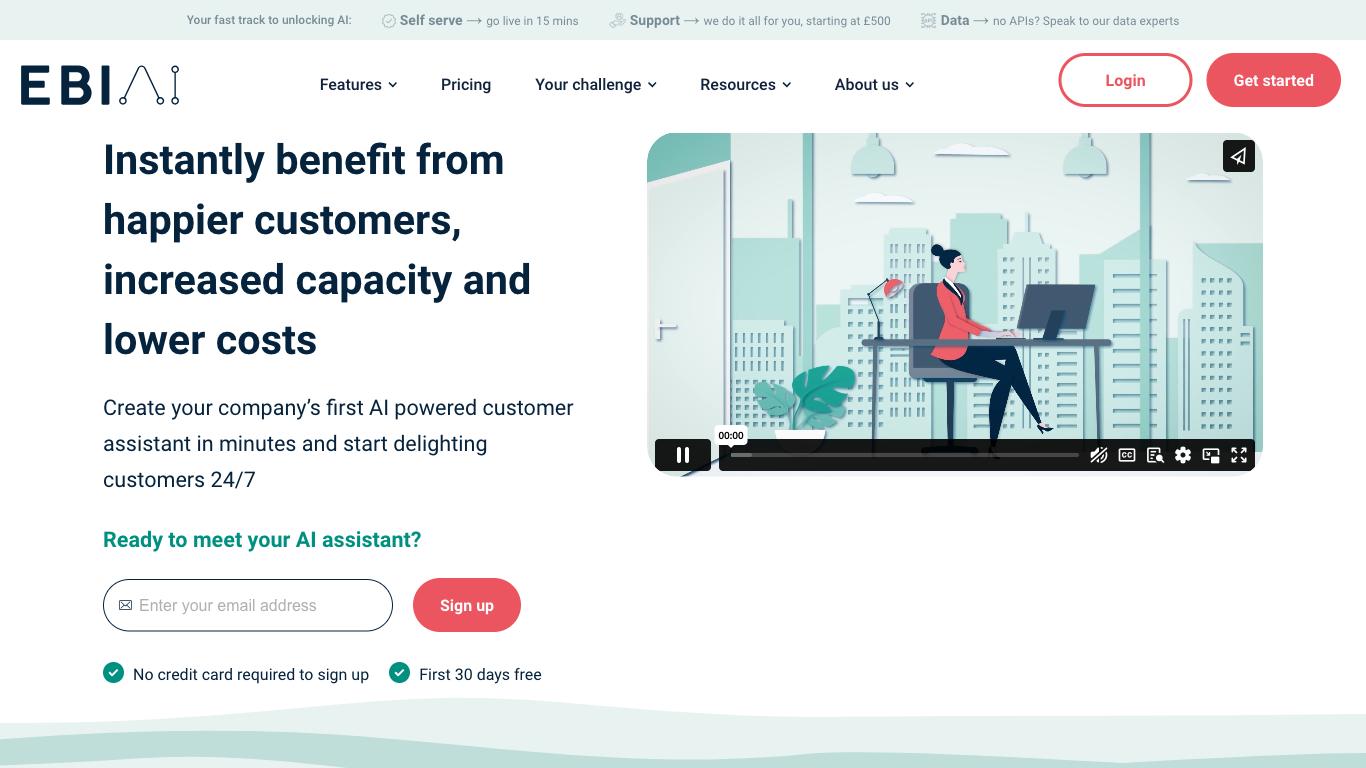 Your fast track to unlocking AI: Self serve → go live in 15 mins Support → we do it all for you, starting at £500 Data → no APIs? Speak to our data experts
EBI AI Features Pricing Your challenge Resources About us Login Get started
Instantly benefit from
happier customers,
increased capacity and
lower costs
Create your company’s first AI powered customer
assistant in minutes and start delighting
customers 24/7
Ready to meet your AI assistant?
Enter your email address Sign up
No credit card required to sign up First 30 days free
00:00
CC